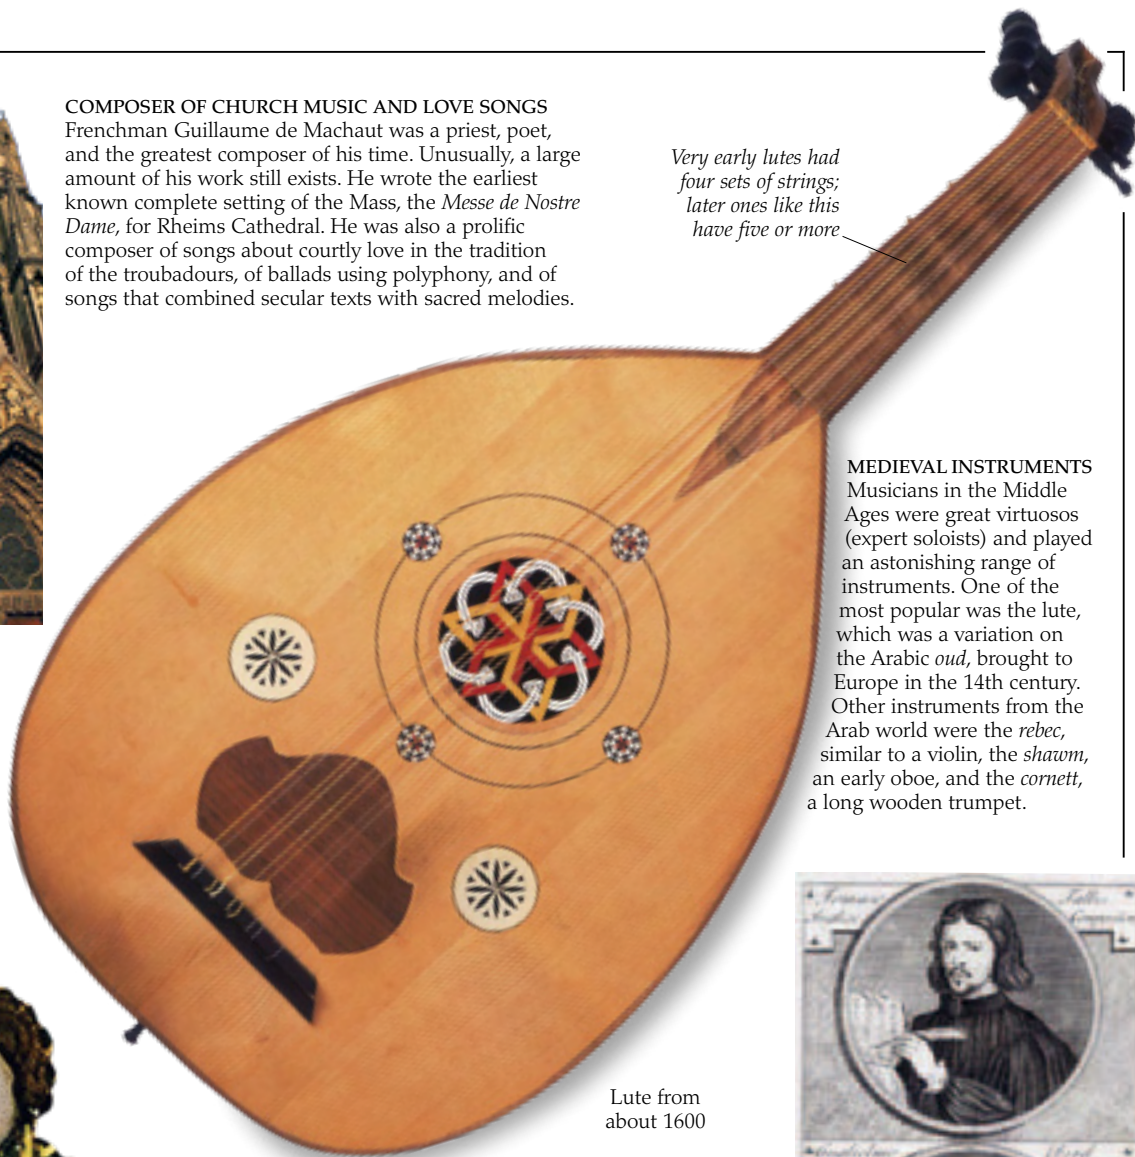 COMPOSER OF CHURCH MUSIC AND LOVE SONGS
Frenchman Guillaume de Machaut was a priest, poet,
and the greatest composer of his time. Unusually, a large
amount of his work still exists. He wrote the earliest
known complete setting of the Mass, the Messe de Nostre
Dame, for Rheims Cathedral. He was also a prolific
composer of songs about courtly love in the tradition
of the troubadours, of ballads using polyphony, and of
songs that combined secular texts with sacred melodies.
Very early lutes had
four sets of strings;
later ones like this
have five or more
MEDIEVAL INSTRUMENTS
Musicians in the Middle
Ages were great virtuosos
(expert soloists) and played
an astonishing range of
instruments. One of the
most popular was the lute,
which was a variation on
the Arabic oud, brought to
Europe in the 14th century.
Other instruments from the
Arab world were the rebec,
similar to a violin, the shawm,
an early oboe, and the cornett,
a long wooden trumpet.
Lute from
about 1600